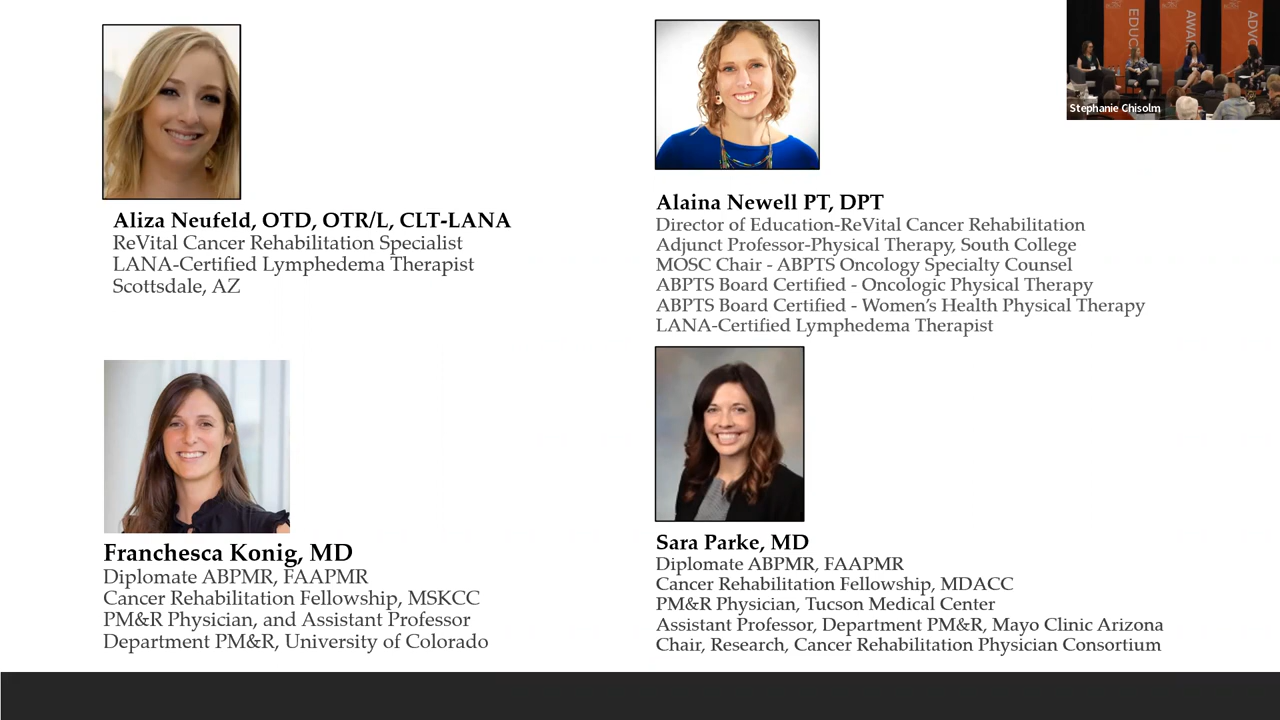 Aliza Neufeld, OTD, OTR/L, CLT-LANA
ReVital Cancer Rehabilitation Specialist
LANA-Certified Lymphedema Therapist
Scottsdale, AZ
Alaina Newell PT, DPT
Director of Education-ReVital Cancer Rehabilitation
Adjunct Professor-Physical Therapy, South College
MOSC Chair - ABPTS Oncology Specialty Counsel
ABPTS Board Certified - Oncologic Physical Therapy
ABPTS Board Certified - Women’s Health Physical Therapy
LANA-Certified Lymphedema Therapist
Franchesca Konig, MD
Diplomate ABPMR, FAAPMR
Cancer Rehabilitation Fellowship, MSKCC
PM&R Physician, and Assistant Professor
Department PM&R, University of Colorado
Sara Parke, MD
Diplomate ABPMR, FAAPMR
Cancer Rehabilitation Fellowship, MDACC
PM&R Physician, Tucson Medical Center
Assistant Professor, Department PM&R, Mayo Clinic Arizona
Chair, Research, Cancer Rehabilitation Physician Consortium
EDUC
AWA
ADVO
Stephanie Chisolm